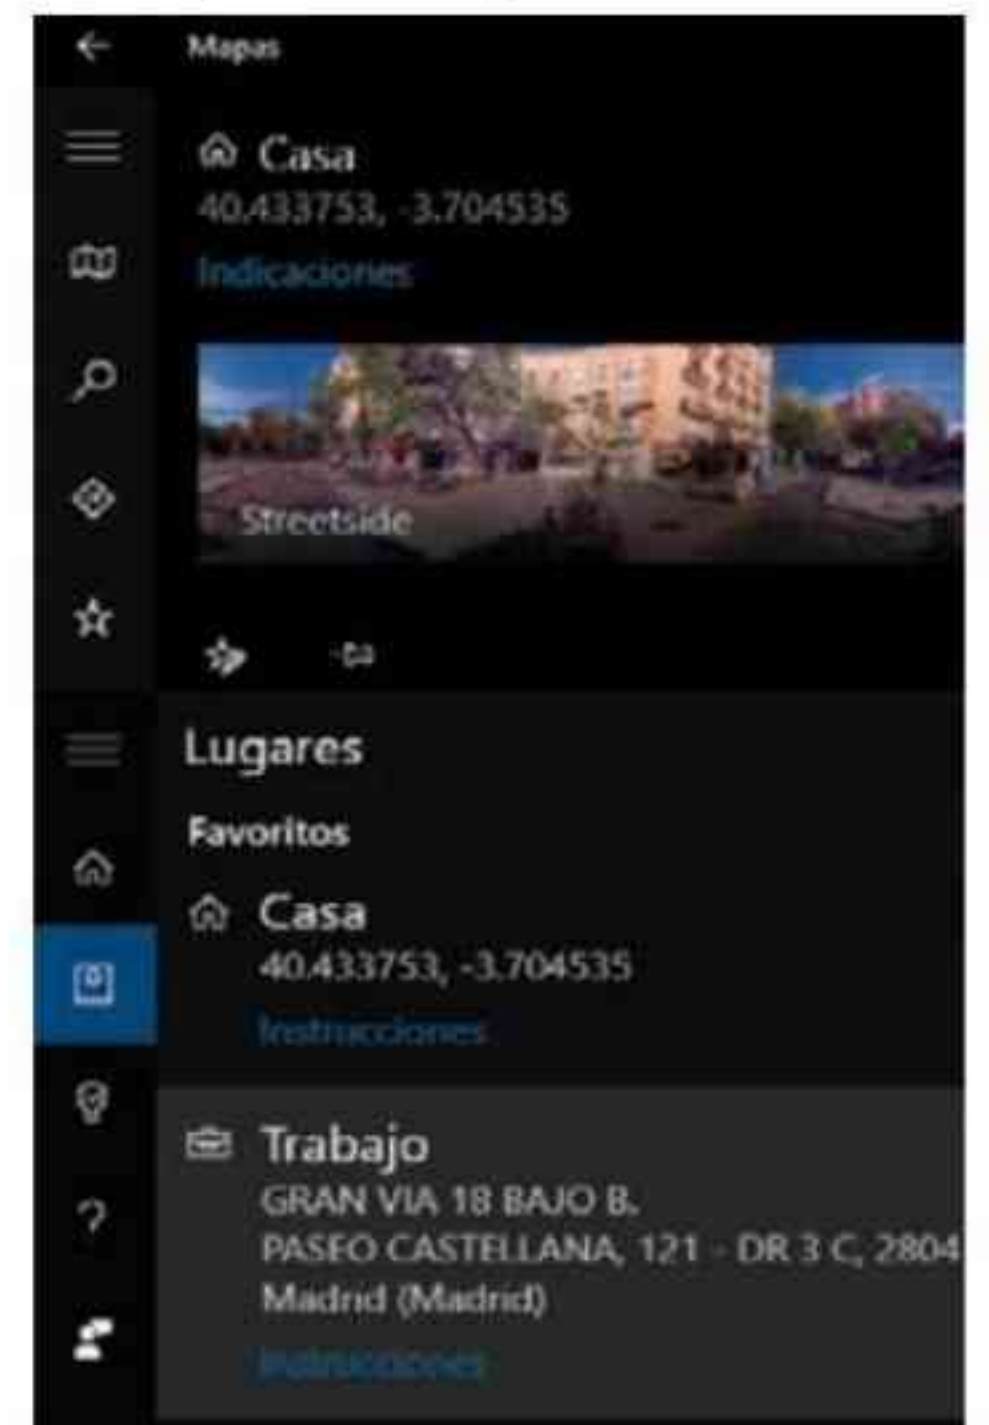 Mapas
Casa
40.433753, -3.704535
Indicaciones
Streetside
Lugares
Favoritos
Casa
40.433753, -3.704535
Instrucciones
Trabajo
GRAN VIA 18 BAJO B.
PASEO CASTELLANA, 121 - DR 3 C, 2804
Madrid (Madrid)
Instrucciones